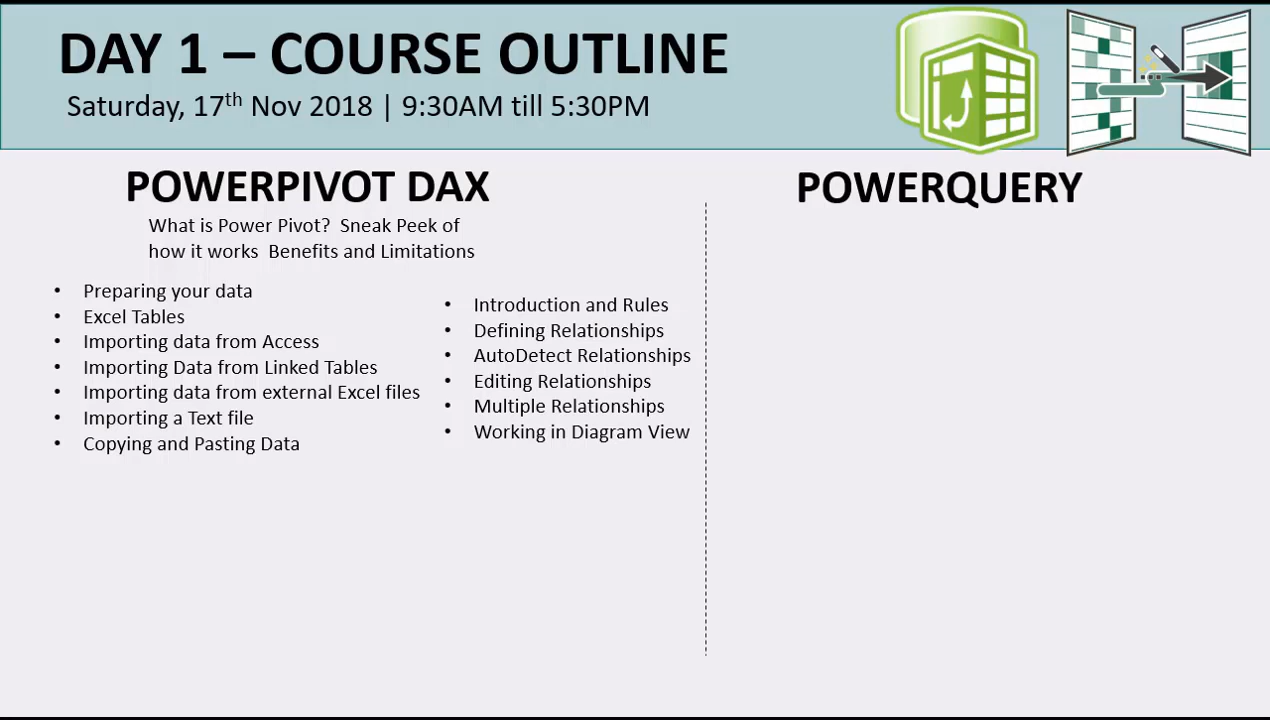 DAY 1 – COURSE OUTLINE
Saturday, 17th Nov 2018 | 9:30AM till 5:30PM
POWERPIVOT DAX
What is Power Pivot?  Sneak Peek of
how it works  Benefits and Limitations
• Preparing your data
• Excel Tables
• Importing data from Access
• Importing Data from Linked Tables
• Importing data from external Excel files
• Importing a Text file
• Copying and Pasting Data
• Introduction and Rules
• Defining Relationships
• AutoDetect Relationships
• Editing Relationships
• Multiple Relationships
• Working in Diagram View
POWERQUERY